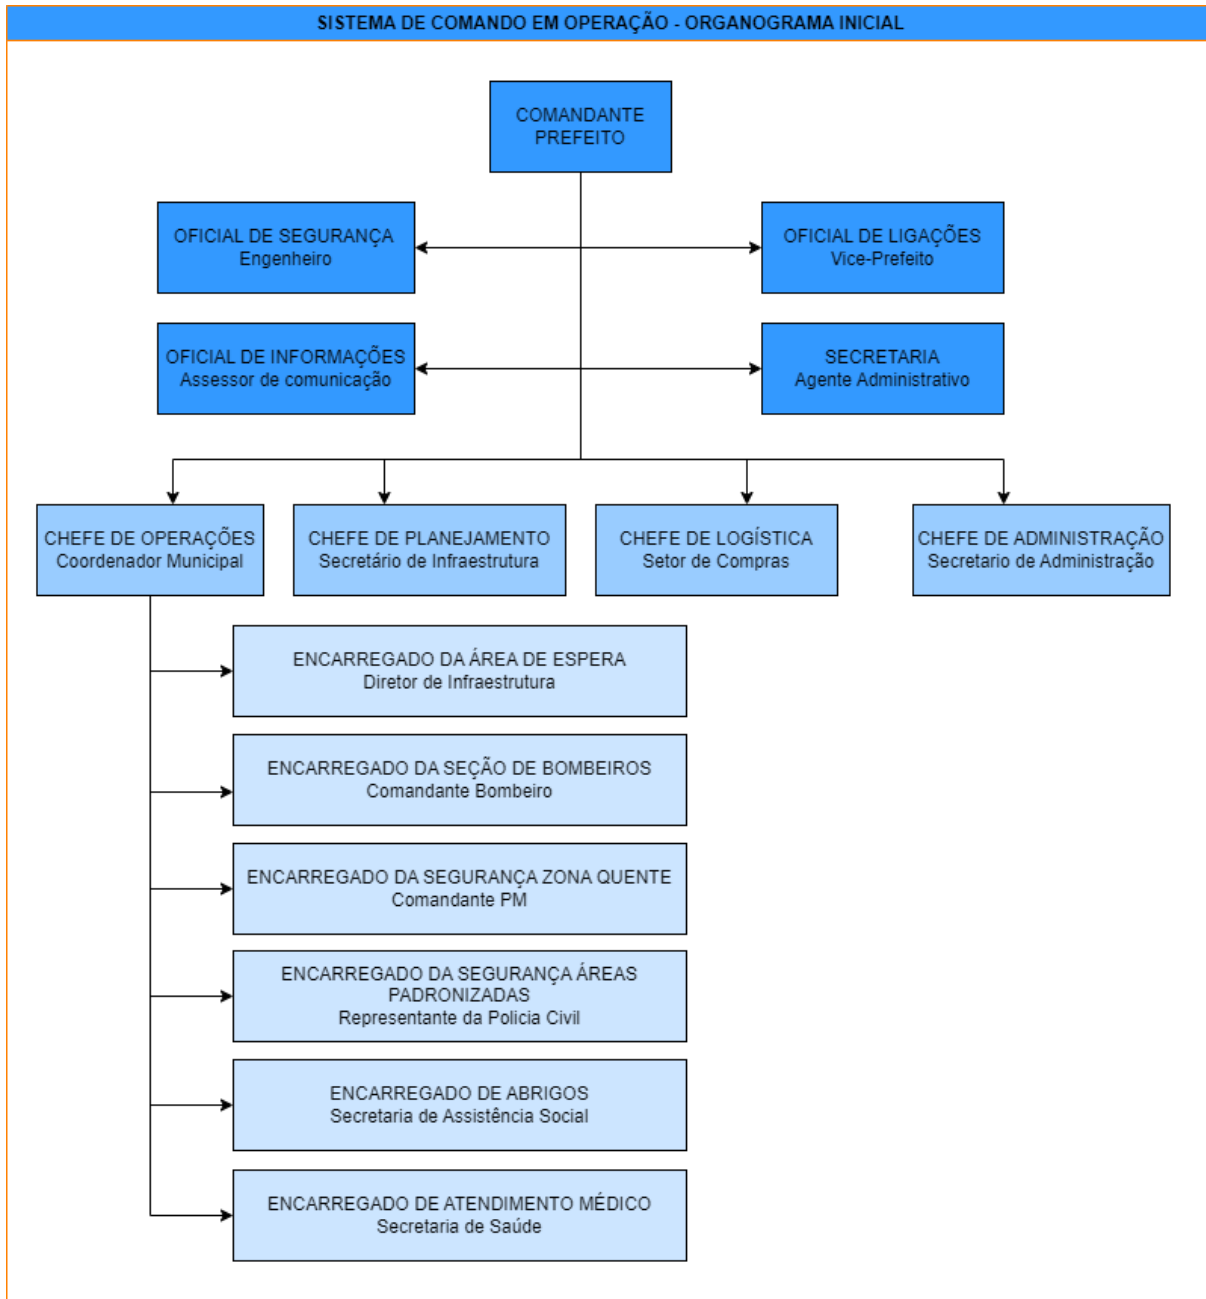 SISTEMA DE COMANDO EM OPERAÇÃO - ORGANOGRAMA INICIAL
COMANDANTE
PREFEITO
OFICIAL DE SEGURANÇA
Engenheiro
OFICIAL DE LIGAÇÕES
Vice-Prefeito
OFICIAL DE INFORMAÇÕES
Assessor de comunicação
SECRETARIA
Agente Administrativo
CHEFE DE OPERAÇÕES
Coordenador Municipal
CHEFE DE PLANEJAMENTO
Secretário de Infraestrutura
CHEFE DE LOGÍSTICA
Setor de Compras
CHEFE DE ADMINISTRAÇÃO
Secretario de Administração
ENCARREGADO DA ÁREA DE ESPERA
Diretor de Infraestrutura
ENCARREGADO DA SEÇÃO DE BOMBEIROS
Comandante Bombeiro
ENCARREGADO DA SEGURANÇA ZONA QUENTE
Comandante PM
ENCARREGADO DA SEGURANÇA ÁREAS
PADRONIZADAS
Representante da Policia Civil
ENCARREGADO DE ABRIGOS
Secretaria de Assistência Social
ENCARREGADO DE ATENDIMENTO MÉDICO
Secretaria de Saúde